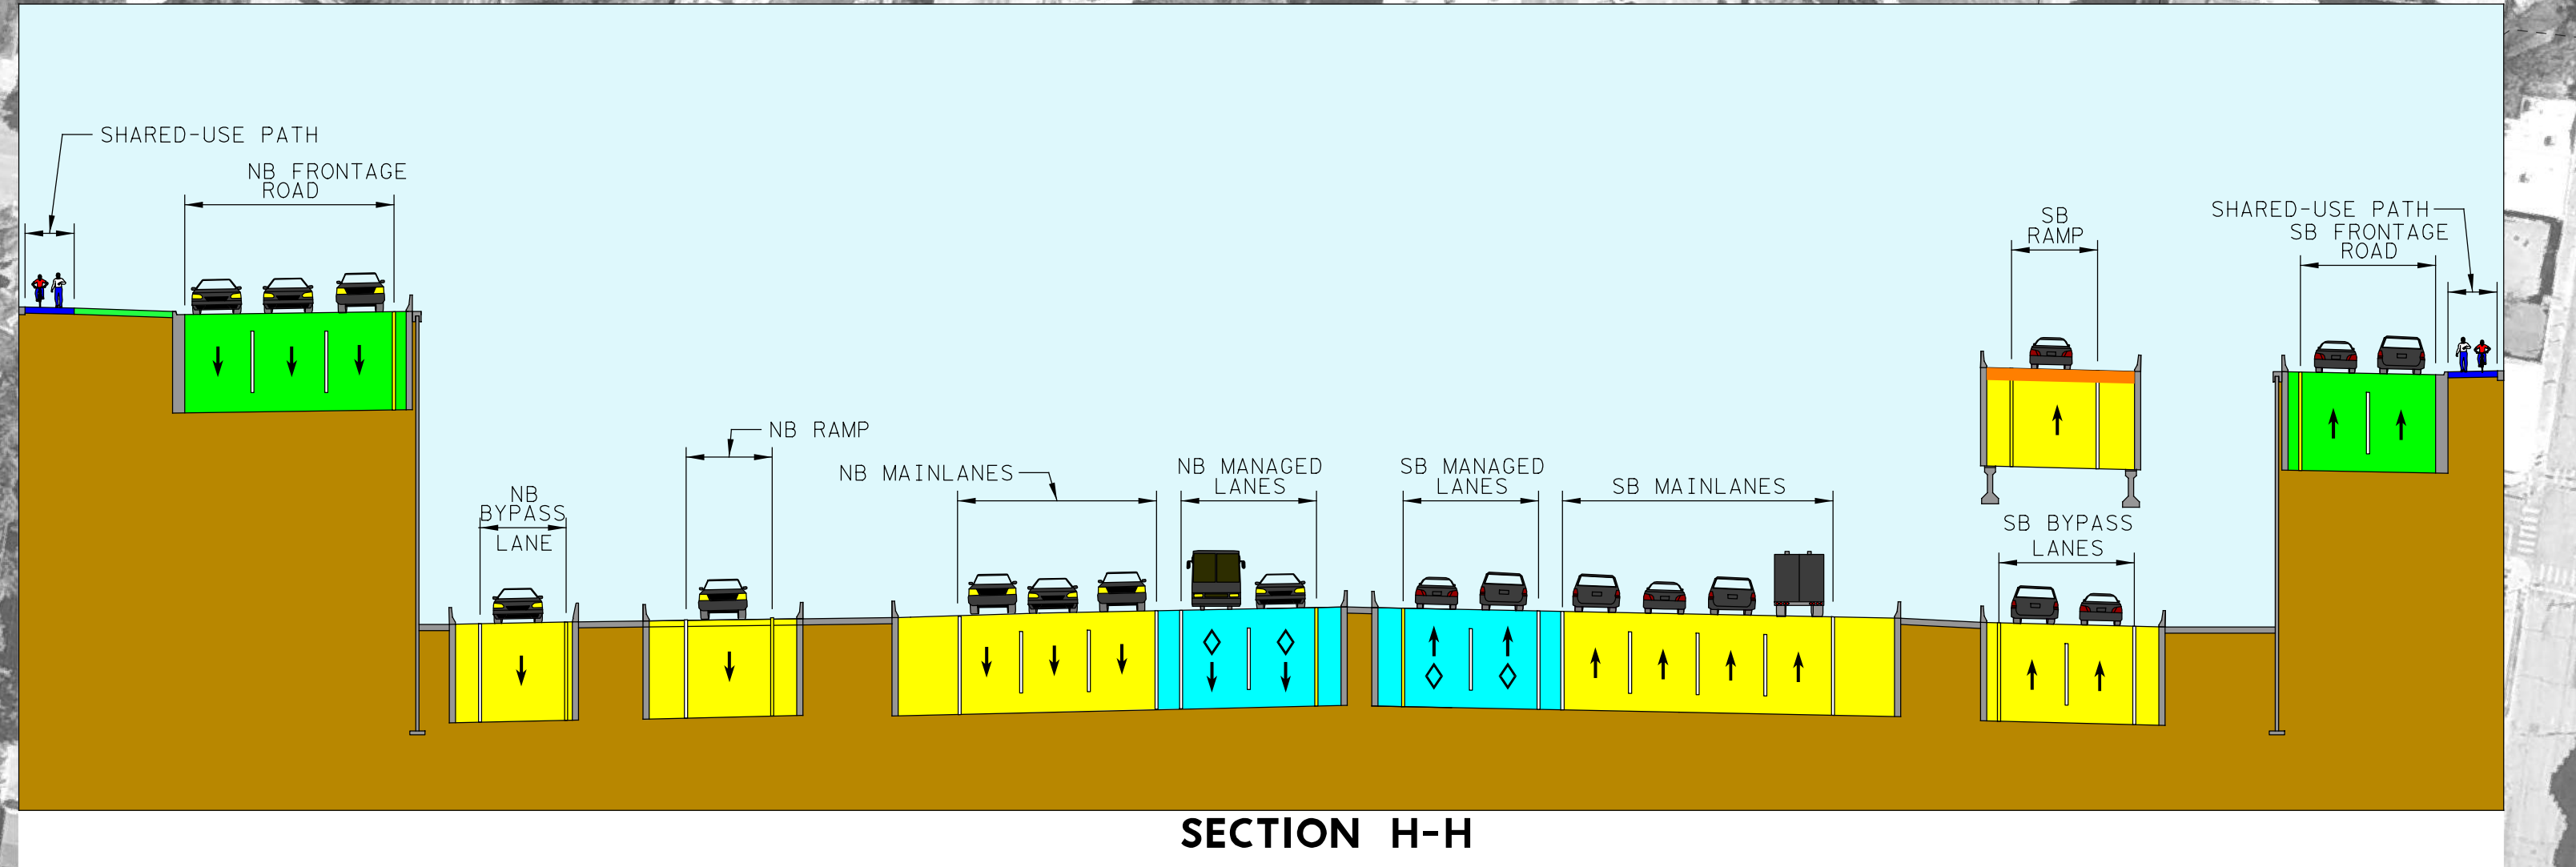 SHARED-USE PATH
NB FRONTAGE
ROAD
NB
BYPASS
LANE
NB RAMP
NB MAINLANES
NB MANAGED
LANES
SB MANAGED
LANES
SB MAINLANES
SB
RAMP
SB BYPASS
LANES
SHARED-USE PATH
SB FRONTAGE
ROAD
SECTION H-H